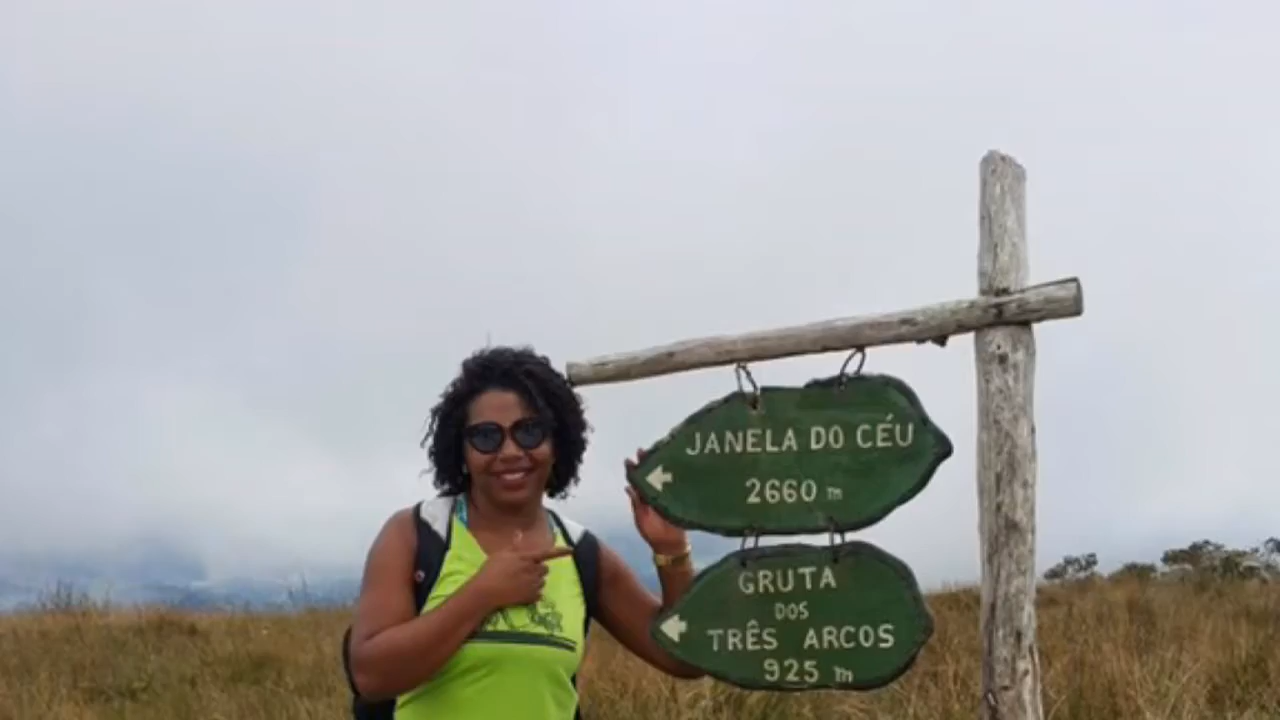 JANELA DO CÉU
2660 m
GRUTA
DOS
TRÊS ARCOS
925 m